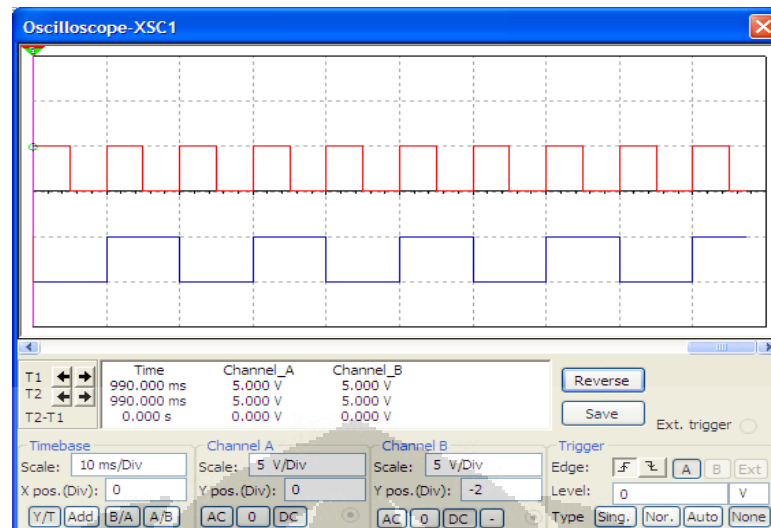 Oscilloscope-XSC1
Time Channel_A Channel_B
T1 990.000 ms 5.000 V 5.000 V
T2 990.000 ms 5.000 V 5.000 V
T2-T1 0.000 s 0.000 V 0.000 V
Reverse
Save
Ext. trigger
Timebase
Scale: 10 ms/Div
X pos.(Div): 0
Y/T Add B/A A/B
Channel A
Scale: 5 V/Div
Y pos.(Div): 0
AC 0 DC
Channel B
Scale: 5 V/Div
Y pos.(Div): -2
AC 0 DC -
Trigger
Edge: A B Ext
Level: 0 V
Type Sing. Nor. Auto None